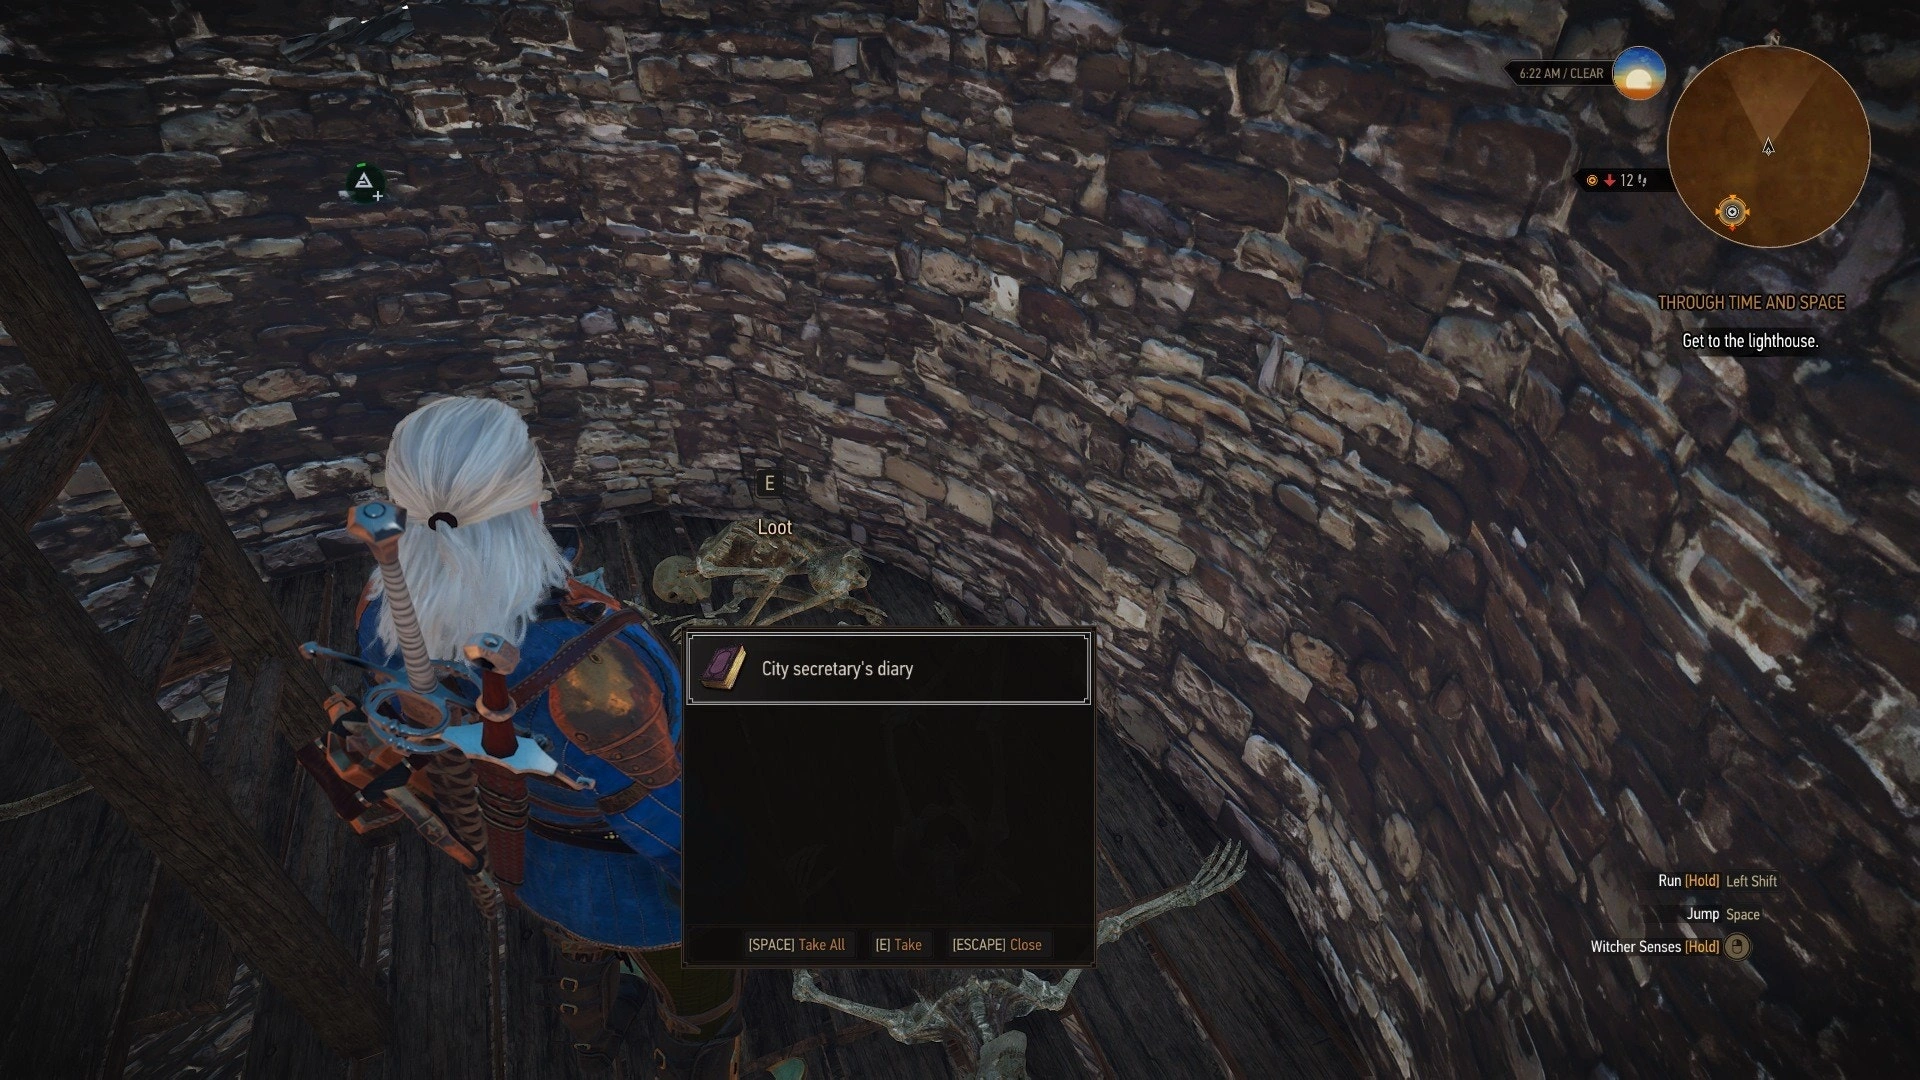 N
6:22 AM / CLEAR
12
THROUGH TIME AND SPACE
Get to the lighthouse.
E
Loot
City secretary's diary
[SPACE] Take All [E] Take [ESCAPE] Close
Run [Hold] Left Shift
Jump Space
Witcher Senses [Hold]